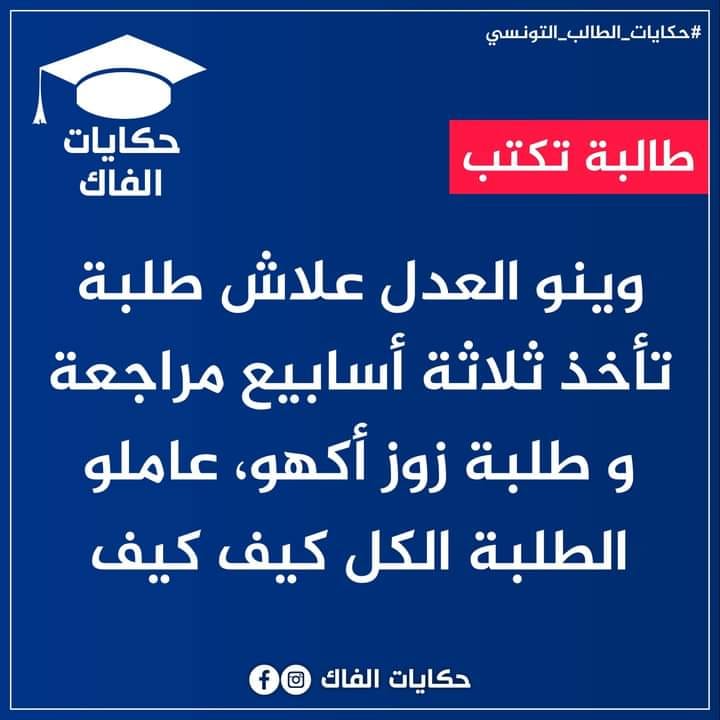 #حكايات_الطالب_التونسي
حكايات
الفاك
طالبة تكتب
وينو العدل علاش طلبة
تأخذ ثلاثة أسابيع مراجعة
و طلبة زوز أكهو، عاملو
الطلبة الكل كيف كيف
حكايات الفاك